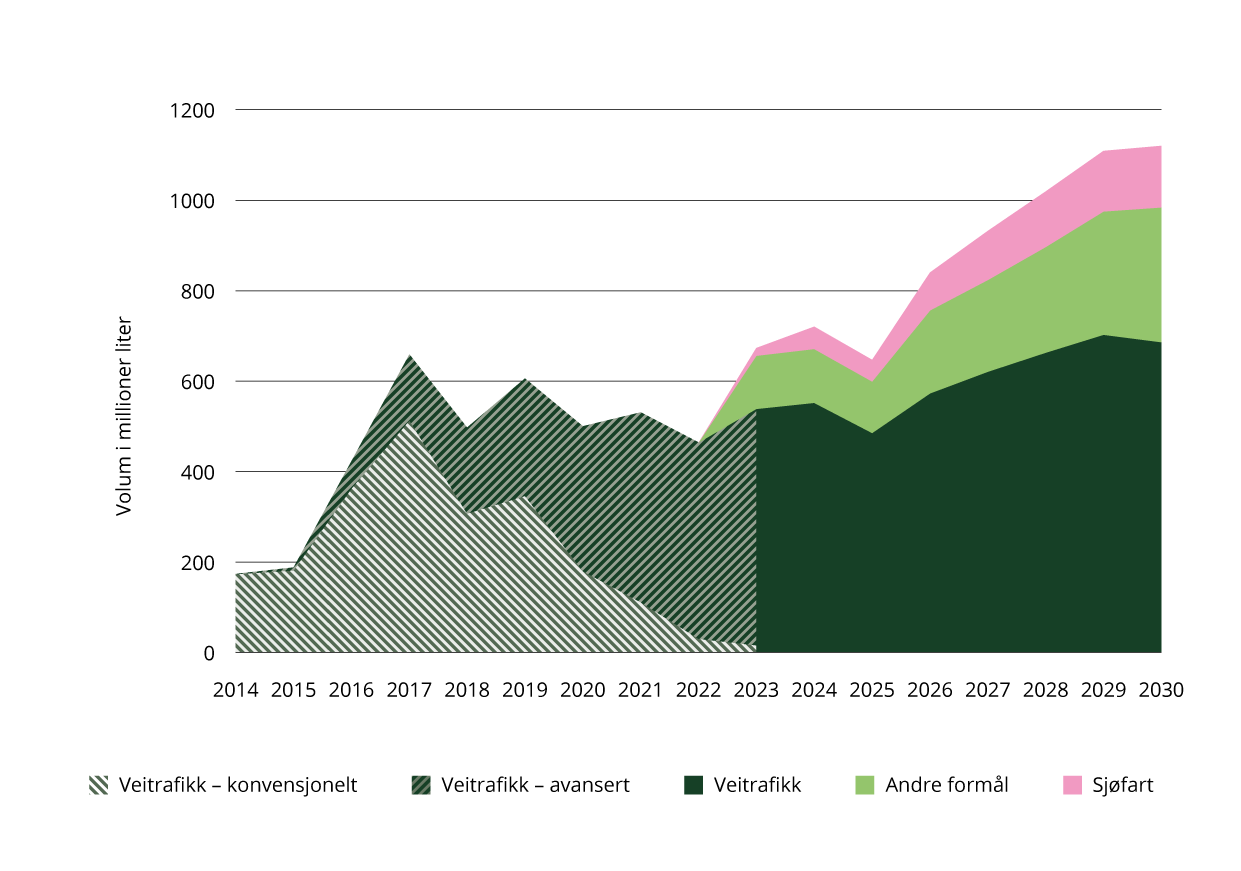 1200
1000
800
600
400
200
0
Volum i millioner liter
2014 2015 2016 2017 2018 2019 2020 2021 2022 2023 2024 2025 2026 2027 2028 2029 2030
Veitrafikk – konvensjonelt Veitrafikk – avansert Veitrafikk Andre formål Sjøfart